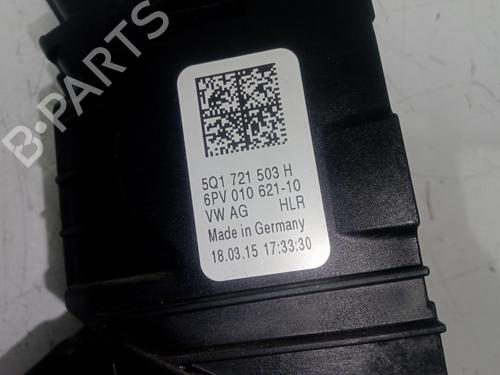 B-PARTS
5Q1 721 503 H
6PV 010 621-10
VW AG HLR
Made in Germany
18.03.15 17:33:30